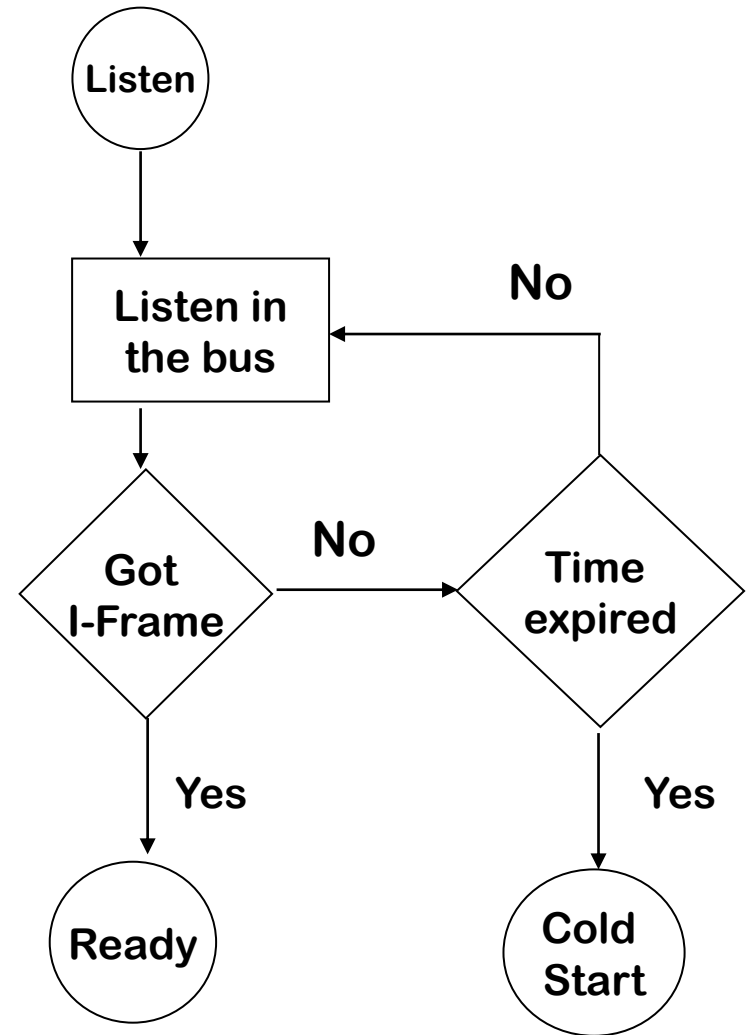 Listen
Listen in
the bus
No
Got
I-Frame
No
Time
expired
Yes
Yes
Ready
Cold
Start